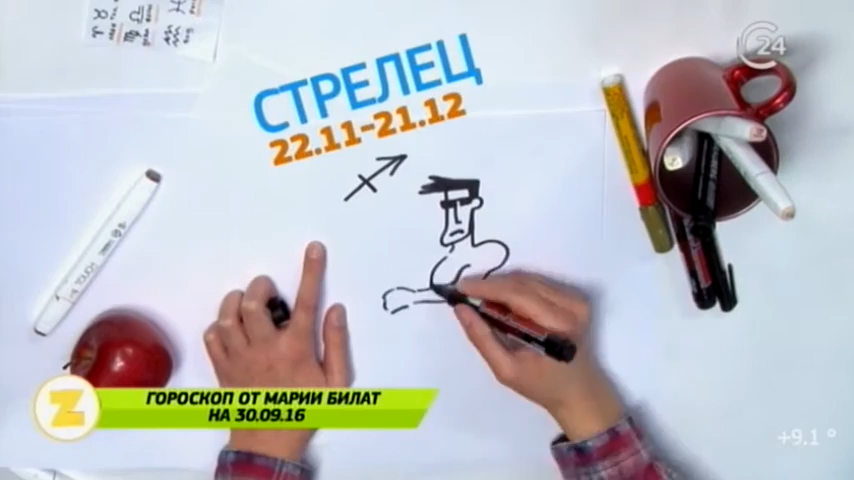 24
СТРЕЛЕЦ
22.11-21.12
Z
ГОРОСКОП ОТ МАРИИ БИЛАТ
НА 30.09.16
+9.1 °